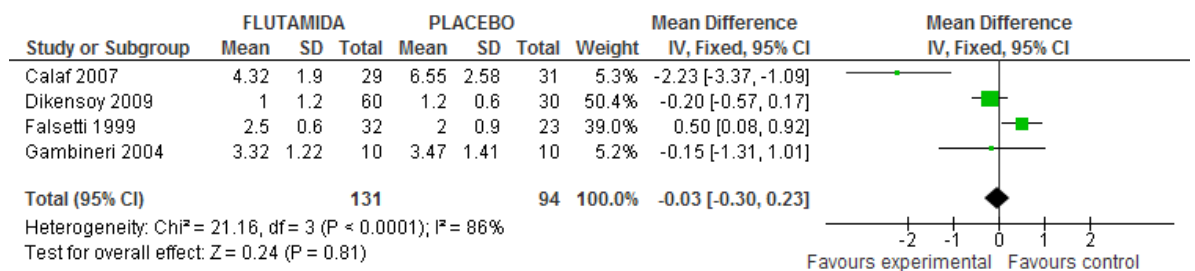 FLUTAMIDA PLACEBO Mean Difference Mean Difference
Study or Subgroup Mean SD Total Mean SD Total Weight IV, Fixed, 95% CI IV, Fixed, 95% CI
Calaf 2007 4.32 1.9 29 6.55 2.58 31 5.3% -2.23 [-3.37, -1.09]
Dikensoy 2009 1 1.2 60 1.2 0.6 30 50.4% -0.20 [-0.57, 0.17]
Falsetti 1999 2.5 0.6 32 2 0.9 23 39.0% 0.50 [0.08, 0.92]
Gambineri 2004 3.32 1.22 10 3.47 1.41 10 5.2% -0.15 [-1.31, 1.01]
Total (95% CI) 131 94 100.0% -0.03 [-0.30, 0.23]
Heterogeneity: Chi² = 21.16, df = 3 (P < 0.0001); I² = 86%
Test for overall effect: Z = 0.24 (P = 0.81)
-2 -1 0 1 2
Favours experimental Favours control